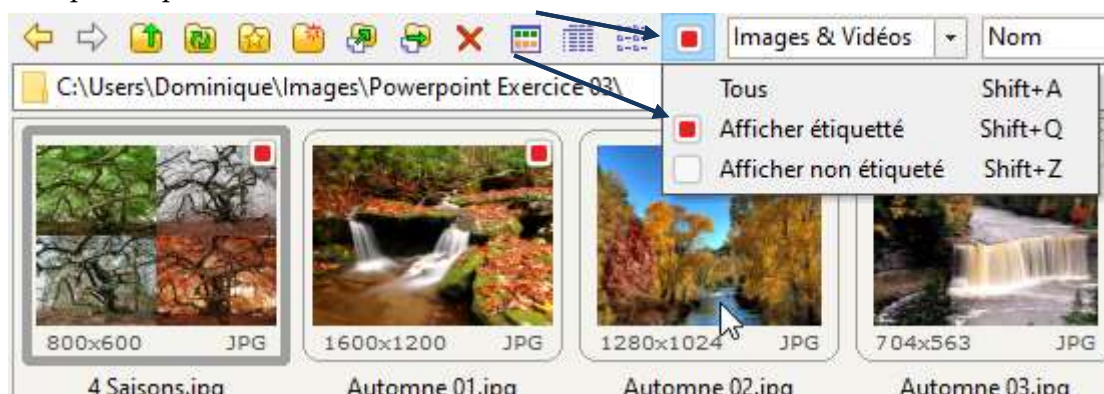 Images & Vidéos
Nom
C:\Users\Dominique\Images\Powerpoint Exercice 03\
Tous Shift+A
Afficher étiquetté Shift+Q
Afficher non étiqueté Shift+Z
800x600 JPG
1600x1200 JPG
1280x1024 JPG
704x563 JPG
4 Saisons.jpg
Automne 01.jpg
Automne 02.jpg
Automne 03.jpg